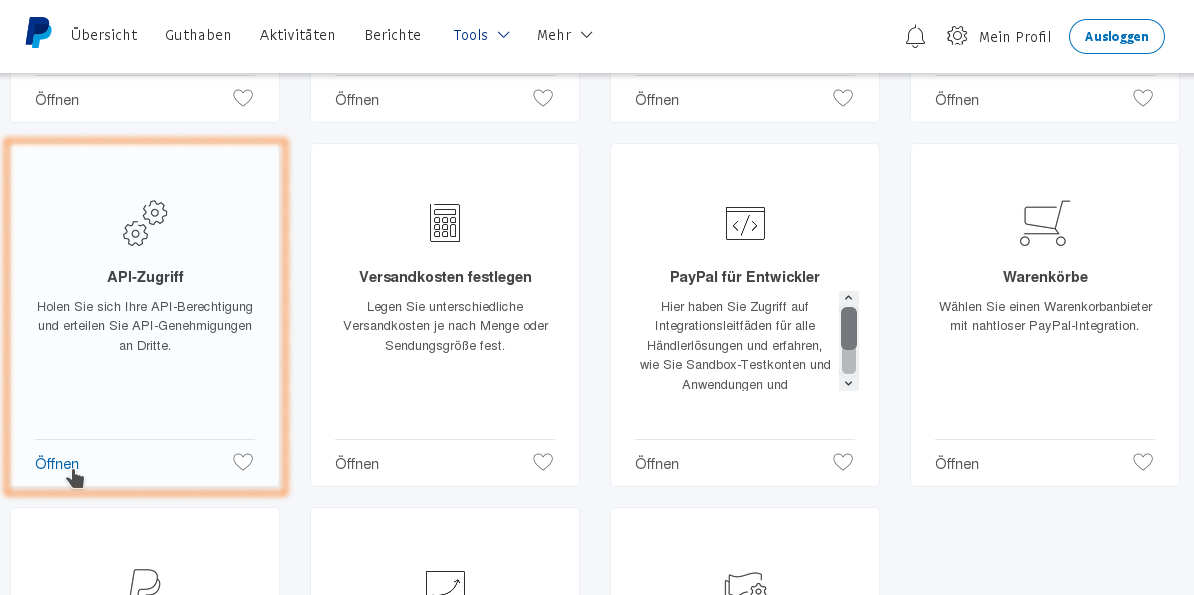 Übersicht Guthaben Aktivitäten Berichte Tools Mehr Mein Profil Ausloggen
Öffnen Öffnen Öffnen Öffnen
API-Zugriff
Holen Sie sich Ihre API-Berechtigung
und erteilen Sie API-Genehmigungen
an Dritte.
Öffnen
Versandkosten festlegen
Legen Sie unterschiedliche
Versandkosten je nach Menge oder
Sendungsgröße fest.
Öffnen
PayPal für Entwickler
Hier haben Sie Zugriff auf
Integrationsleitfäden für alle
Händlerlösungen und erfahren,
wie Sie Sandbox-Testkonten und
Anwendungen und
Öffnen
Warenkörbe
Wählen Sie einen Warenkorbanbieter
mit nahtloser PayPal-Integration.
Öffnen